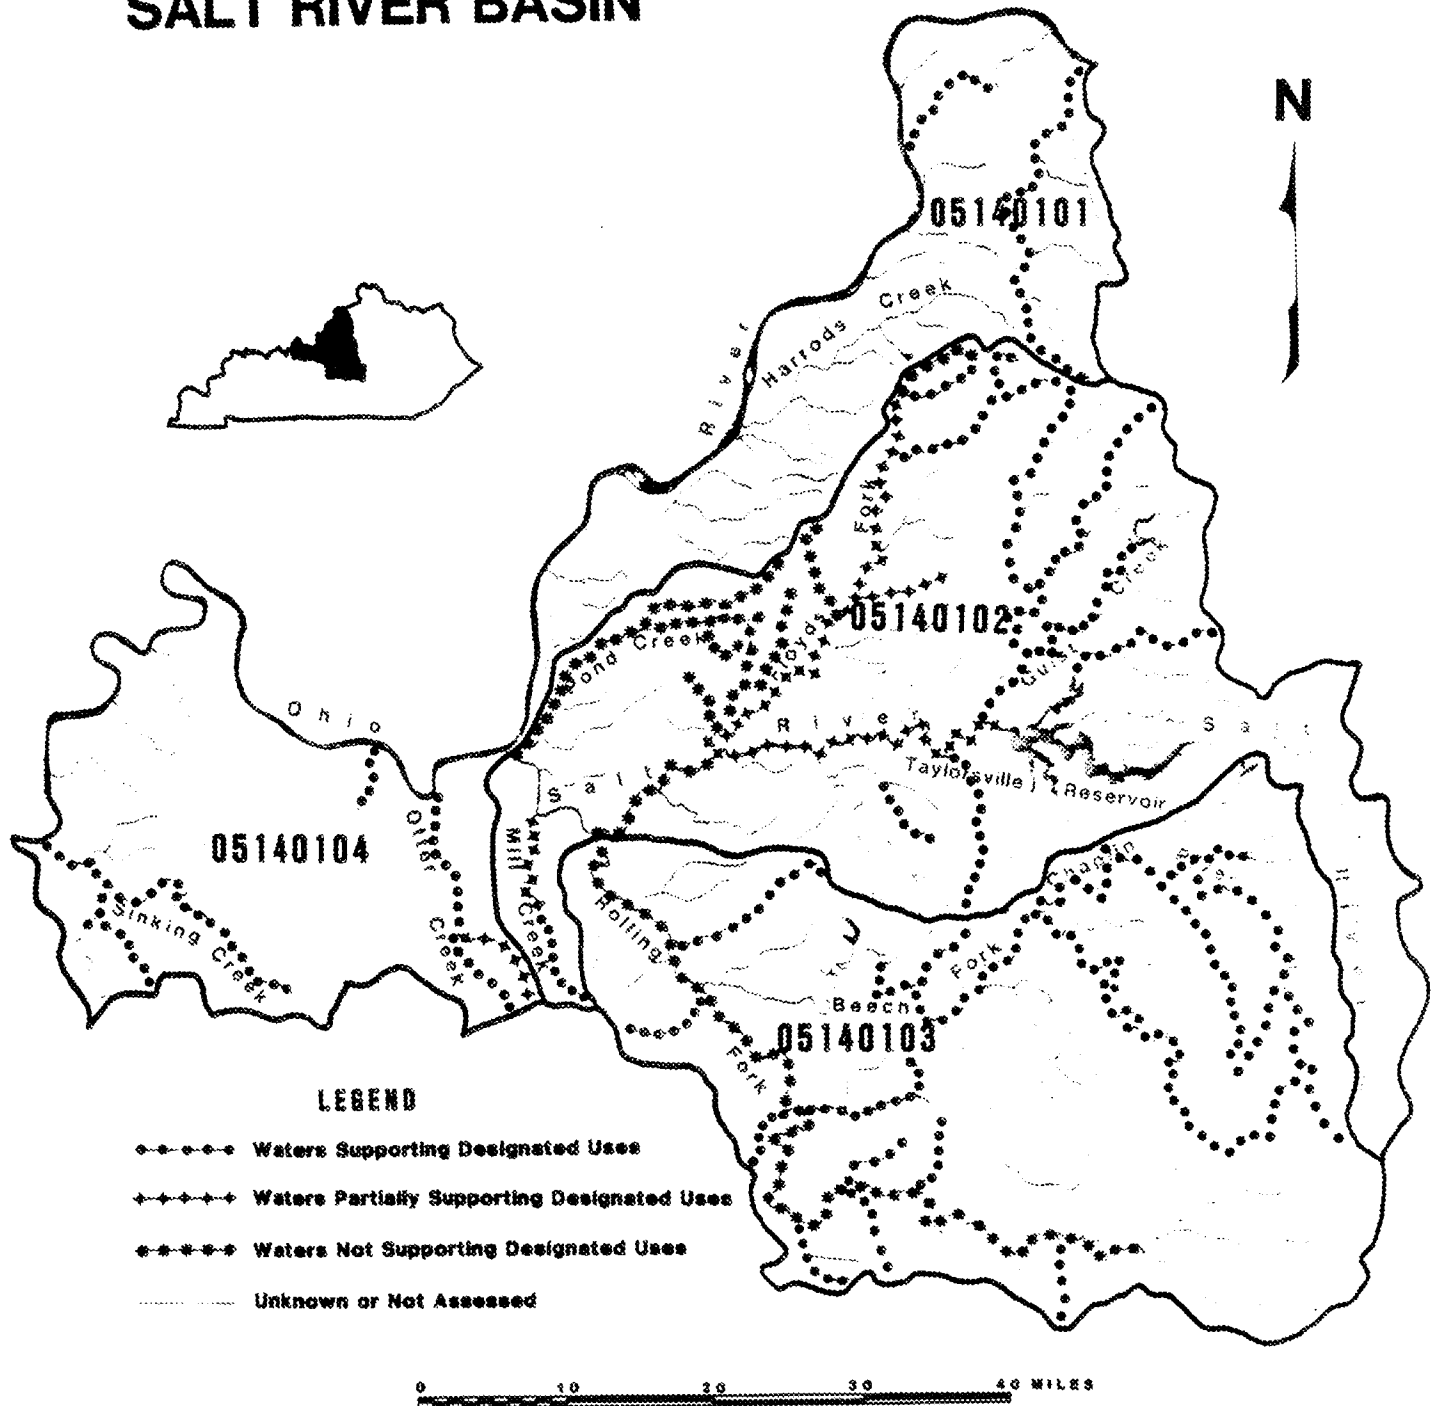 SALT RIVER BASIN
N
05140101
Harrods Creek
River
Fork
05140102
Floyds
Pond Creek
Guist
Creek
Ohio
River
Salt
Taylorsville Reservoir
Salt
05140104
Otter
Creek
Mill
Creek
Sinking Creek
Rolling
Fork
Chaplin
Beech
Fork
05140103
LEGEND
Waters Supporting Designated Uses
Waters Partially Supporting Designated Uses
Waters Not Supporting Designated Uses
Unknown or Not Assessed
0 10 20 30 40 MILES